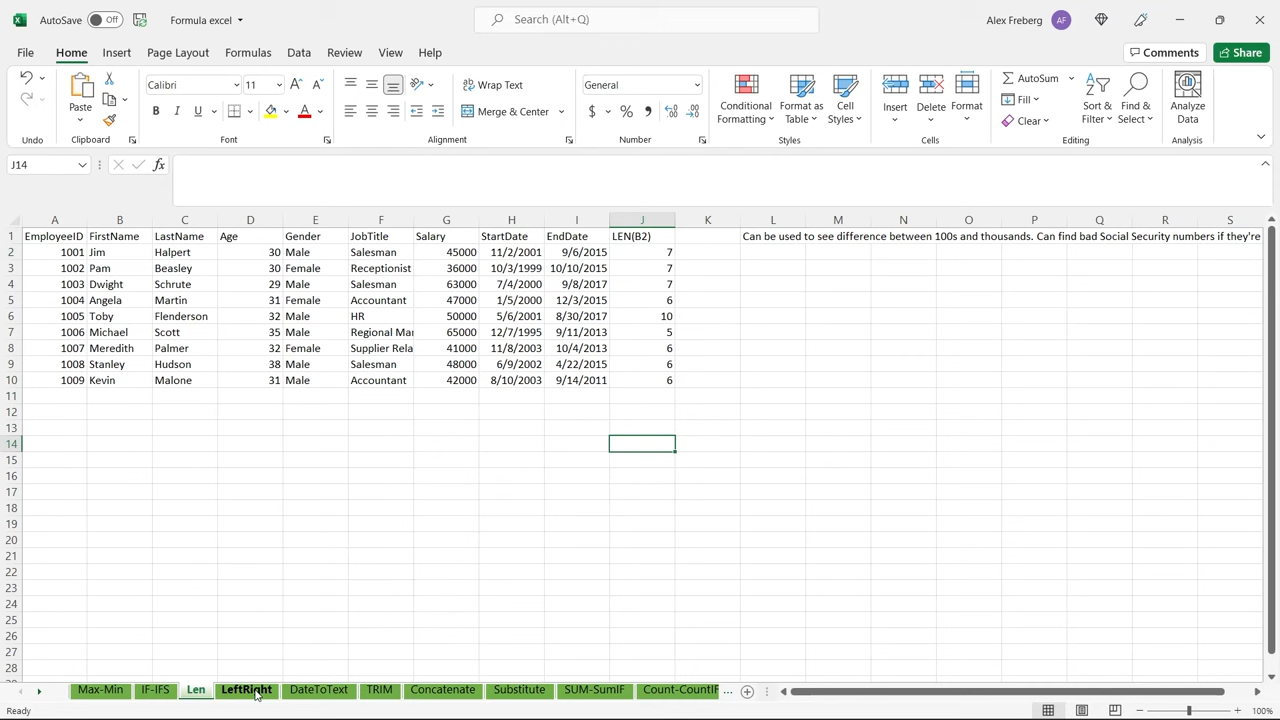 AutoSave Off Formula excel Search (Alt+Q) Alex Freberg AF
File Home Insert Page Layout Formulas Data Review View Help Comments Share
Paste Calibri 11 Wrap Text General Conditional Formatting Format as Table Cell Styles Insert Delete Format AutoSum Sort & Filter Find & Select Analyze Data
B I U A Merge & Center $ % Fill
Clear
Undo Clipboard Font Alignment Number Styles Cells Editing Analysis
J14 fx
A B C D E F G H I J K L M N O P Q R S
1 EmployeeID FirstName LastName Age Gender JobTitle Salary StartDate EndDate LEN(B2) Can be used to see difference between 100s and thousands. Can find bad Social Security numbers if they're
2 1001 Jim Halpert 30 Male Salesman 45000 11/2/2001 9/6/2015 7
3 1002 Pam Beasley 30 Female Receptionist 36000 10/3/1999 10/10/2015 7
4 1003 Dwight Schrute 29 Male Salesman 63000 7/4/2000 9/8/2017 7
5 1004 Angela Martin 31 Female Accountant 47000 1/5/2000 12/3/2015 6
6 1005 Toby Flenderson 32 Male HR 50000 5/6/2001 8/30/2017 10
7 1006 Michael Scott 35 Male Regional Mar 65000 12/7/1995 9/11/2013 5
8 1007 Meredith Palmer 32 Female Supplier Rela 41000 11/8/2003 10/4/2013 6
9 1008 Stanley Hudson 38 Male Salesman 48000 6/9/2002 4/22/2015 6
10 1009 Kevin Malone 31 Male Accountant 42000 8/10/2003 9/14/2011 6
11
12
13
14
15
16
17
18
19
20
21
22
23
24
25
26
27
28
Max-Min IF-IFS Len LeftRight DateToText TRIM Concatenate Substitute SUM-SumIF Count-CountIF ...
Ready 100%